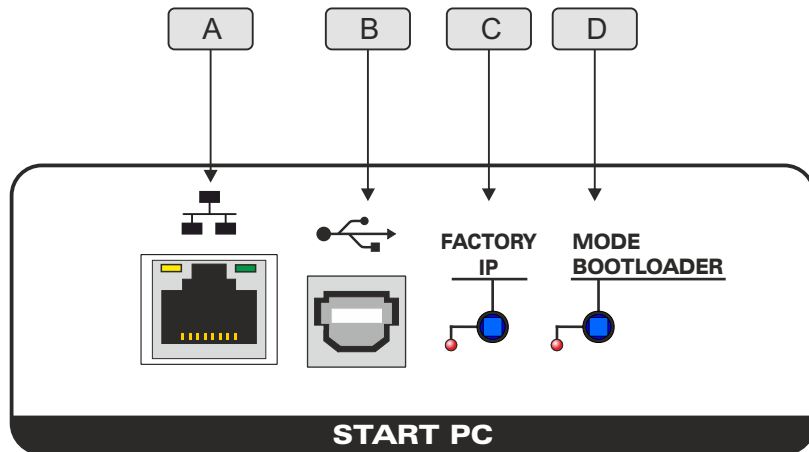 A B C D
FACTORY
IP
MODE
BOOTLOADER
START PC